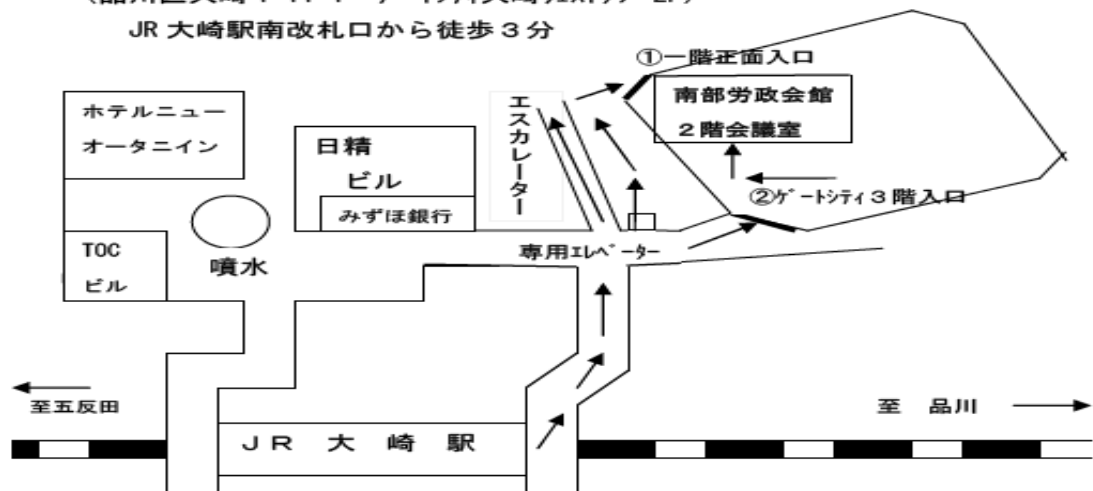 JR 大崎駅南改札口から徒歩３分
①一階正面入口
ホテルニュー
オータニイン
エスカレーター
南部労政会館
２階会議室
日精
ビル
みずほ銀行
②ｹﾞｰﾄｼﾃｨ３階入口
TOC
ビル
噴水
専用ｴﾚﾍﾞｰﾀｰ
至五反田
至　品川
ＪＲ　大　崎　駅